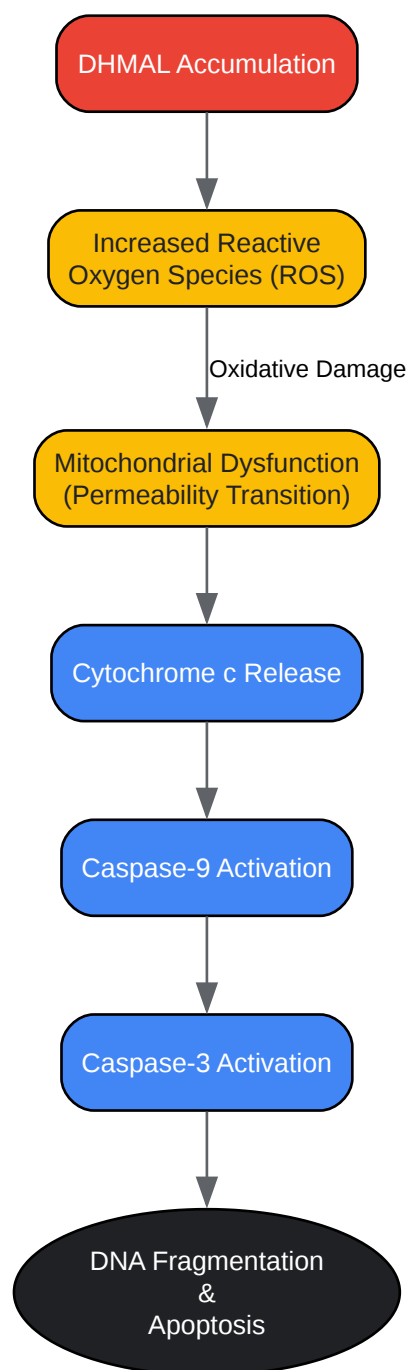 DHMAL Accumulation
Increased Reactive
Oxygen Species (ROS)
Oxidative Damage
Mitochondrial Dysfunction
(Permeability Transition)
Cytochrome c Release
Caspase-9 Activation
Caspase-3 Activation
DNA Fragmentation
&
Apoptosis